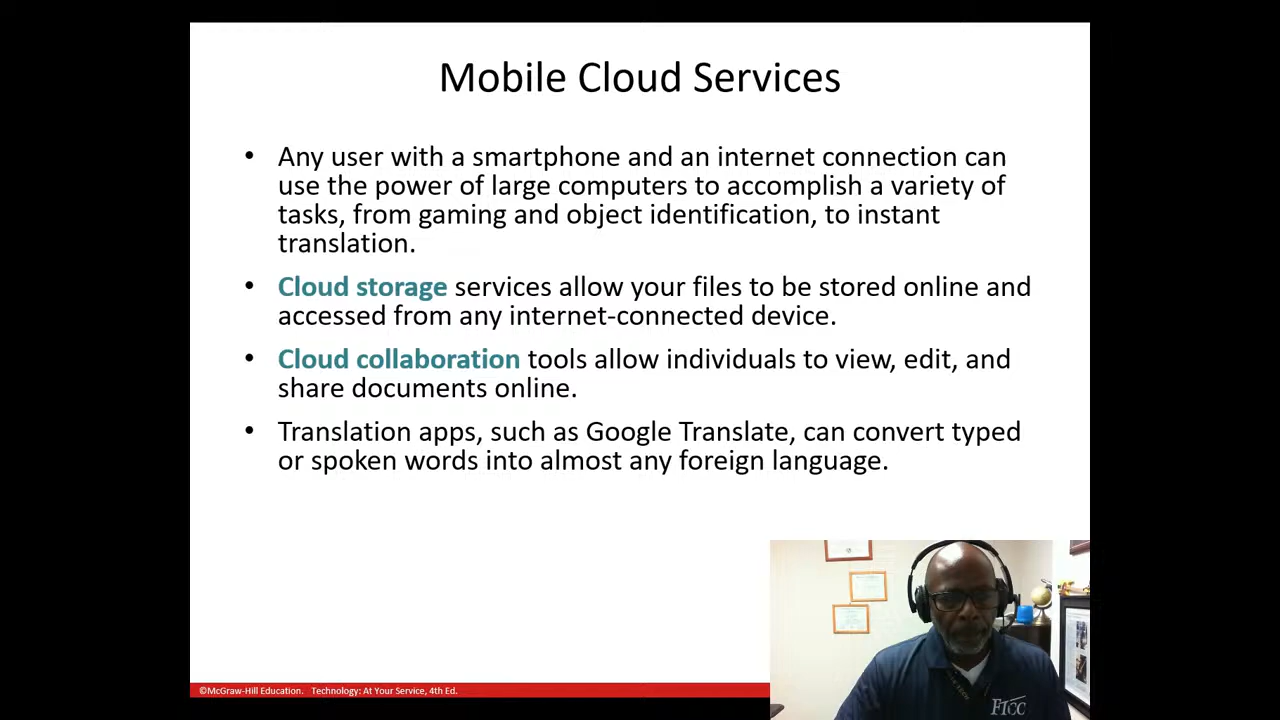 Mobile Cloud Services
• Any user with a smartphone and an internet connection can
use the power of large computers to accomplish a variety of
tasks, from gaming and object identification, to instant
translation.
• Cloud storage services allow your files to be stored online and
accessed from any internet-connected device.
• Cloud collaboration tools allow individuals to view, edit, and
share documents online.
• Translation apps, such as Google Translate, can convert typed
or spoken words into almost any foreign language.
©McGraw-Hill Education. Technology: At Your Service, 4th Ed.
FTCC